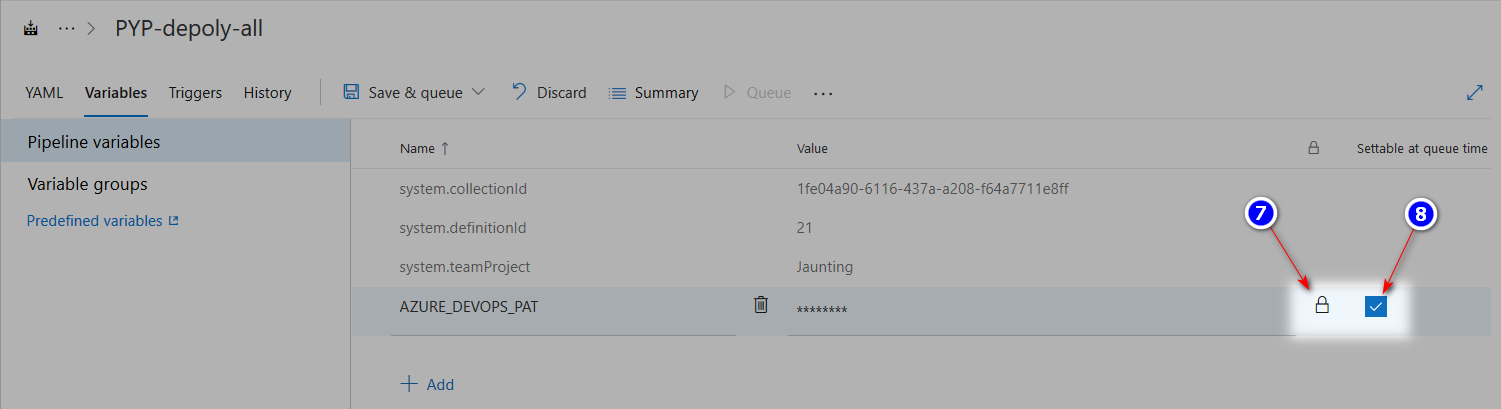 ··· > PYP-depoly-all
YAML Variables Triggers History Save & queue Discard Summary Queue ···
Pipeline variables
Variable groups
Predefined variables
Name ↑ Value Settable at queue time
system.collectionId 1fe04a90-6116-437a-a208-f64a7711e8ff
system.definitionId 21
system.teamProject Jaunting
7 8
AZURE_DEVOPS_PAT ********
+ Add